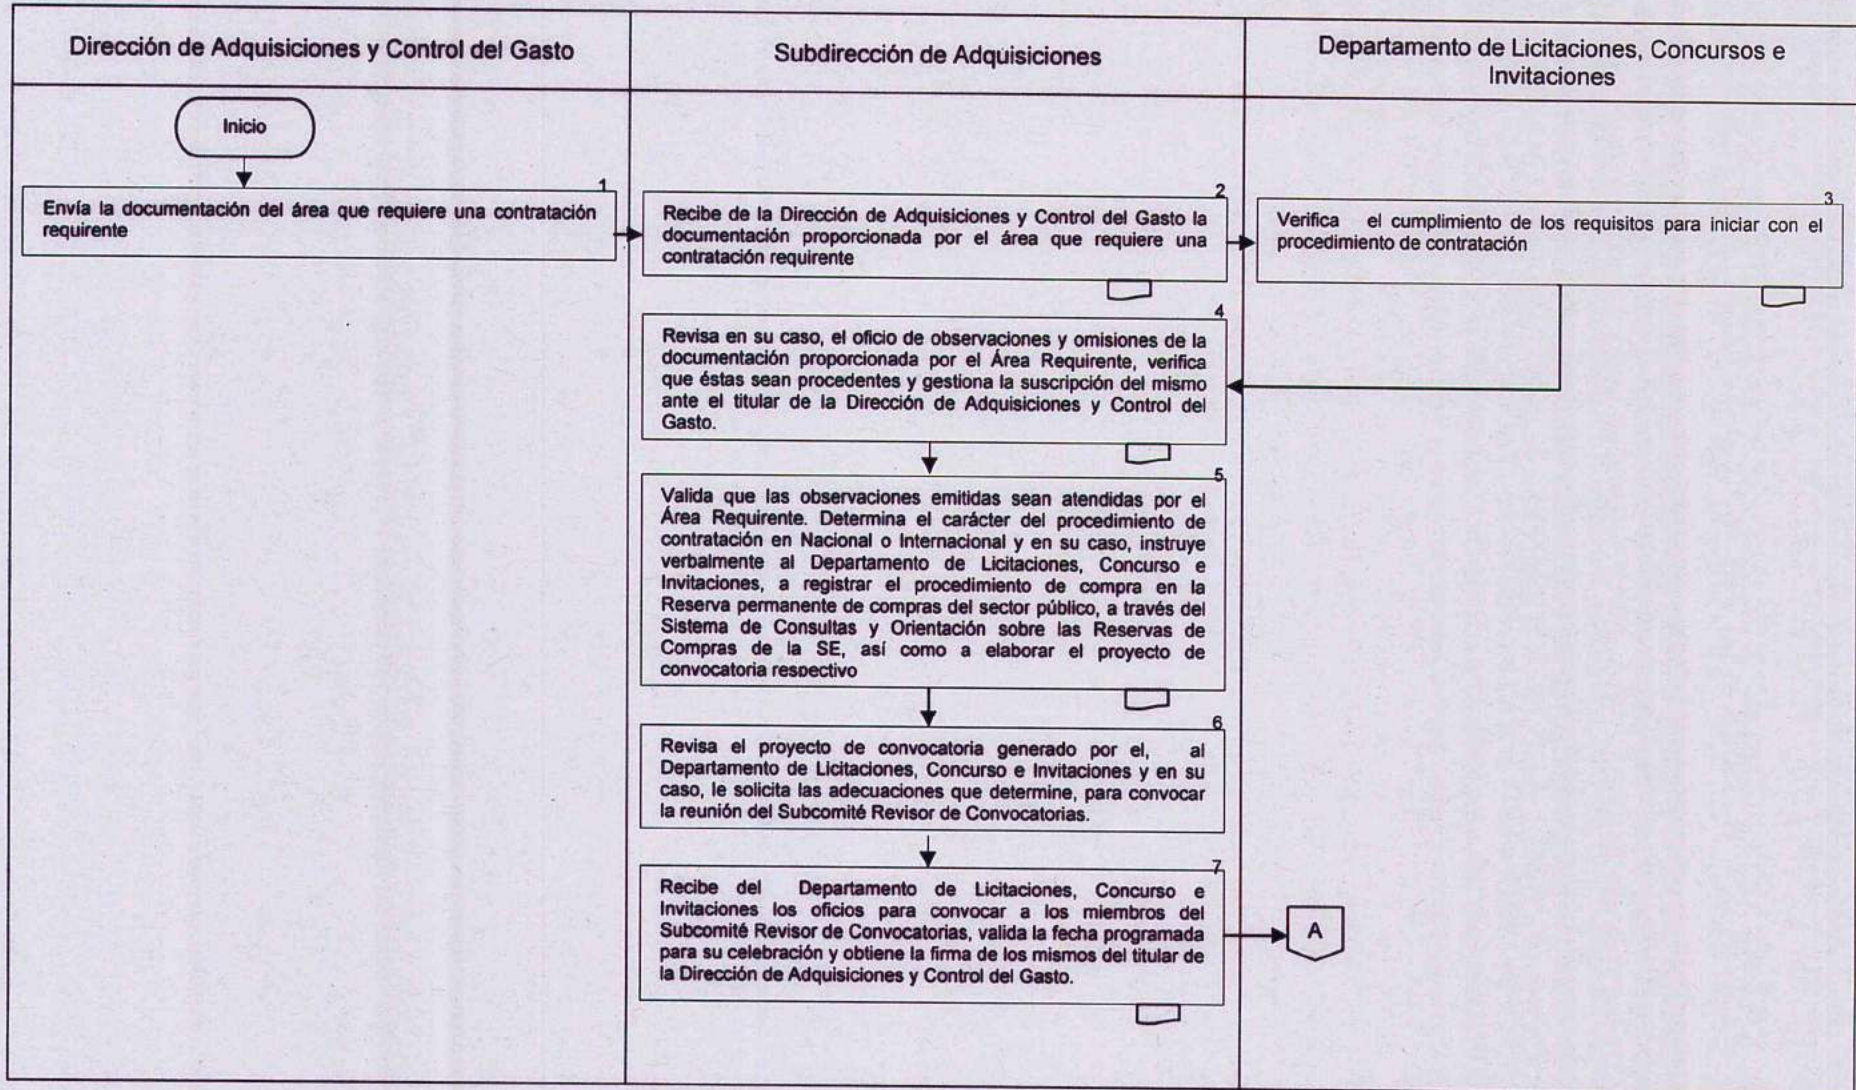 Dirección de Adquisiciones y Control del Gasto
Subdirección de Adquisiciones
Departamento de Licitaciones, Concursos e
Invitaciones
Inicio
1
Envía la documentación del área que requiere una contratación
requirente
2
Recibe de la Dirección de Adquisiciones y Control del Gasto la
documentación proporcionada por el área que requiere una
contratación requirente
3
Verifica el cumplimiento de los requisitos para iniciar con el
procedimiento de contratación
4
Revisa en su caso, el oficio de observaciones y omisiones de la
documentación proporcionada por el Área Requirente, verifica
que éstas sean procedentes y gestiona la suscripción del mismo
ante el titular de la Dirección de Adquisiciones y Control del
Gasto.
5
Valida que las observaciones emitidas sean atendidas por el
Área Requirente. Determina el carácter del procedimiento de
contratación en Nacional o Internacional y en su caso, instruye
verbalmente al Departamento de Licitaciones, Concurso e
Invitaciones, a registrar el procedimiento de compra en la
Reserva permanente de compras del sector público, a través del
Sistema de Consultas y Orientación sobre las Reservas de
Compras de la SE, así como a elaborar el proyecto de
convocatoria respectivo
6
Revisa el proyecto de convocatoria generado por el, al
Departamento de Licitaciones, Concurso e Invitaciones y en su
caso, le solicita las adecuaciones que determine, para convocar
la reunión del Subcomité Revisor de Convocatorias.
7
Recibe del Departamento de Licitaciones, Concurso e
Invitaciones los oficios para convocar a los miembros del
Subcomité Revisor de Convocatorias, valida la fecha programada
para su celebración y obtiene la firma de los mismos del titular de
la Dirección de Adquisiciones y Control del Gasto.
A